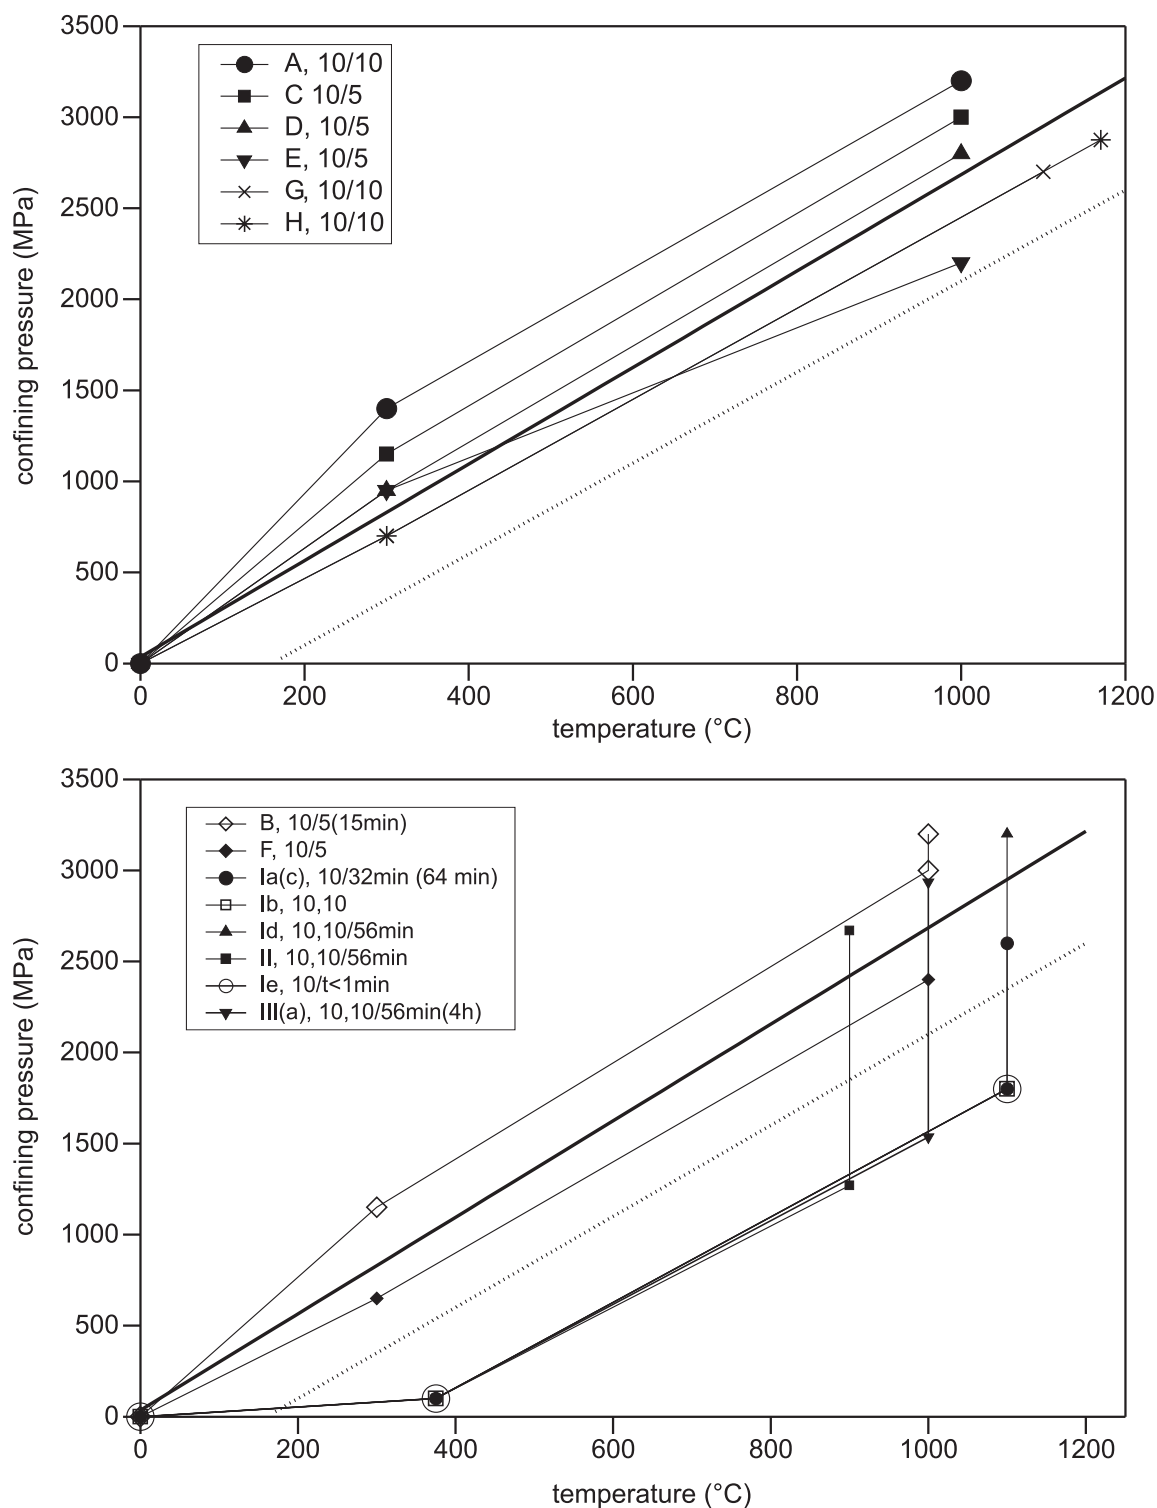 3500
3000
2500
2000
1500
1000
500
0
confining pressure (MPa)
A, 10/10
C 10/5
D, 10/5
E, 10/5
G, 10/10
H, 10/10
0 200 400 600 800 1000 1200
temperature (°C)
3500
3000
2500
2000
1500
1000
500
0
confining pressure (MPa)
B, 10/5(15min)
F, 10/5
Ia(c), 10/32min (64 min)
Ib, 10,10
Id, 10,10/56min
II, 10,10/56min
Ie, 10/t<1min
III(a), 10,10/56min(4h)
0 200 400 600 800 1000 1200
temperature (°C)